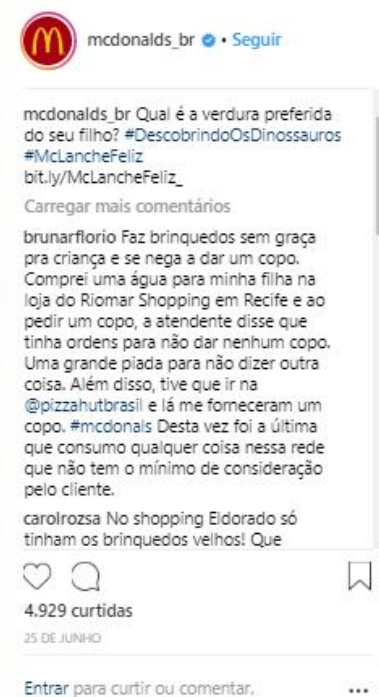 mcdonalds_br • Seguir
mcdonalds_br Qual é a verdura preferida
do seu filho? #DescobrindoOsDinossauros
#McLancheFeliz
bit.ly/McLancheFeliz_
Carregar mais comentários
brunarflorio Faz brinquedos sem graça
pra criança e se nega a dar um copo.
Comprei uma água para minha filha na
loja do Riomar Shopping em Recife e ao
pedir um copo, a atendente disse que
tinha ordens para não dar nenhum copo.
Uma grande piada para não dizer outra
coisa. Além disso, tive que ir na
@pizzahutbrasil e lá me forneceram um
copo. #mcdonals Desta vez foi a última
que consumo qualquer coisa nessa rede
que não tem o mínimo de consideração
pelo cliente.
carolrozsa No shopping Eldorado só
tinham os brinquedos velhos! Que
4.929 curtidas
25 DE JUNHO
Entrar para curtir ou comentar.